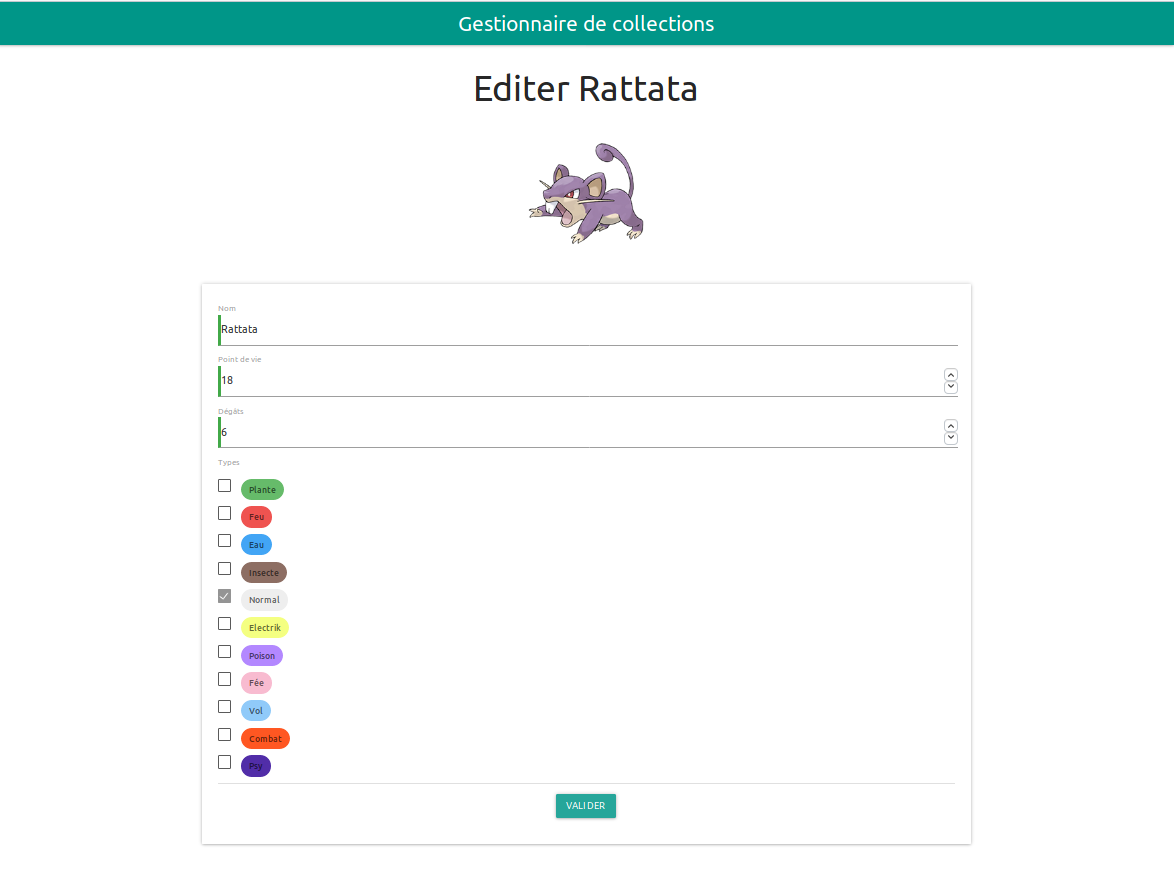 Gestionnaire de collections
Editer Rattata
Nom
Rattata
Point de vie
18
Dégâts
6
Types
Plante
Feu
Eau
Insecte
Normal
Electrik
Poison
Fée
Vol
Combat
Psy
VALIDER